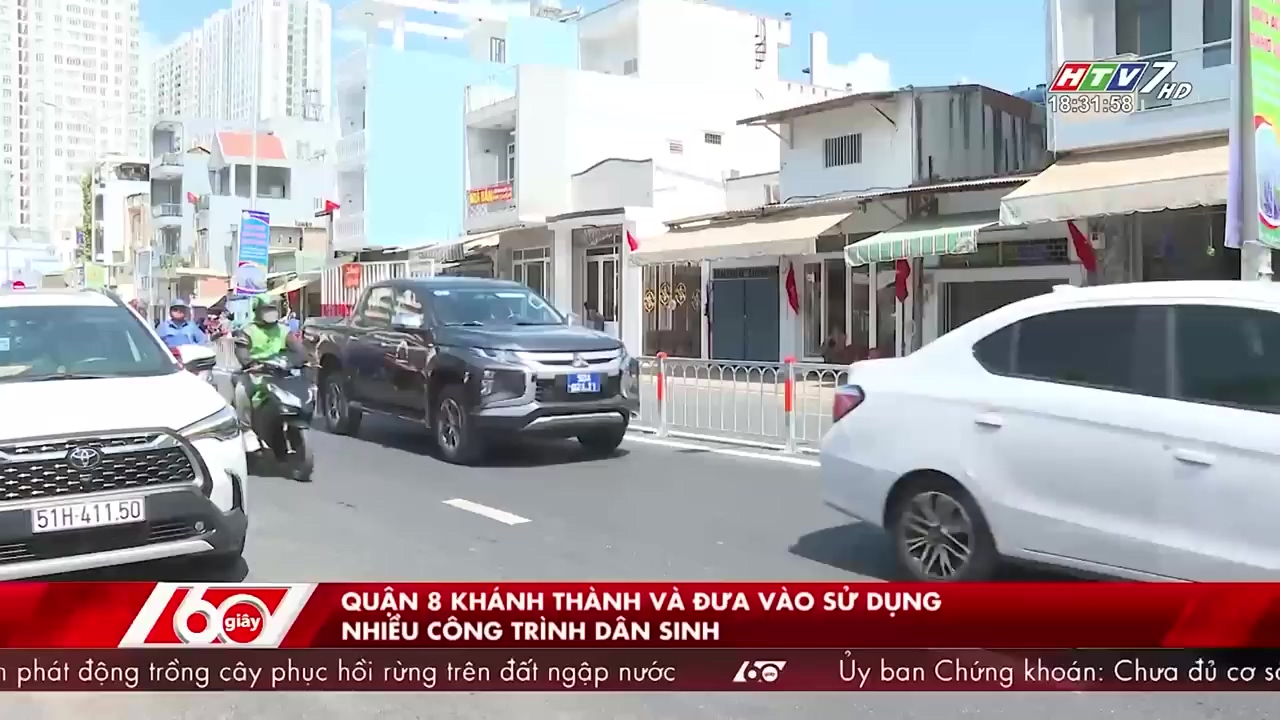 HTV7 HD
18:31:58
51H-411.50
60 giây
QUẬN 8 KHÁNH THÀNH VÀ ĐƯA VÀO SỬ DỤNG
NHIỀU CÔNG TRÌNH DÂN SINH
phát động trồng cây phục hồi rừng trên đất ngập nước
60 giây
Ủy ban Chứng khoán: Chưa đủ cơ